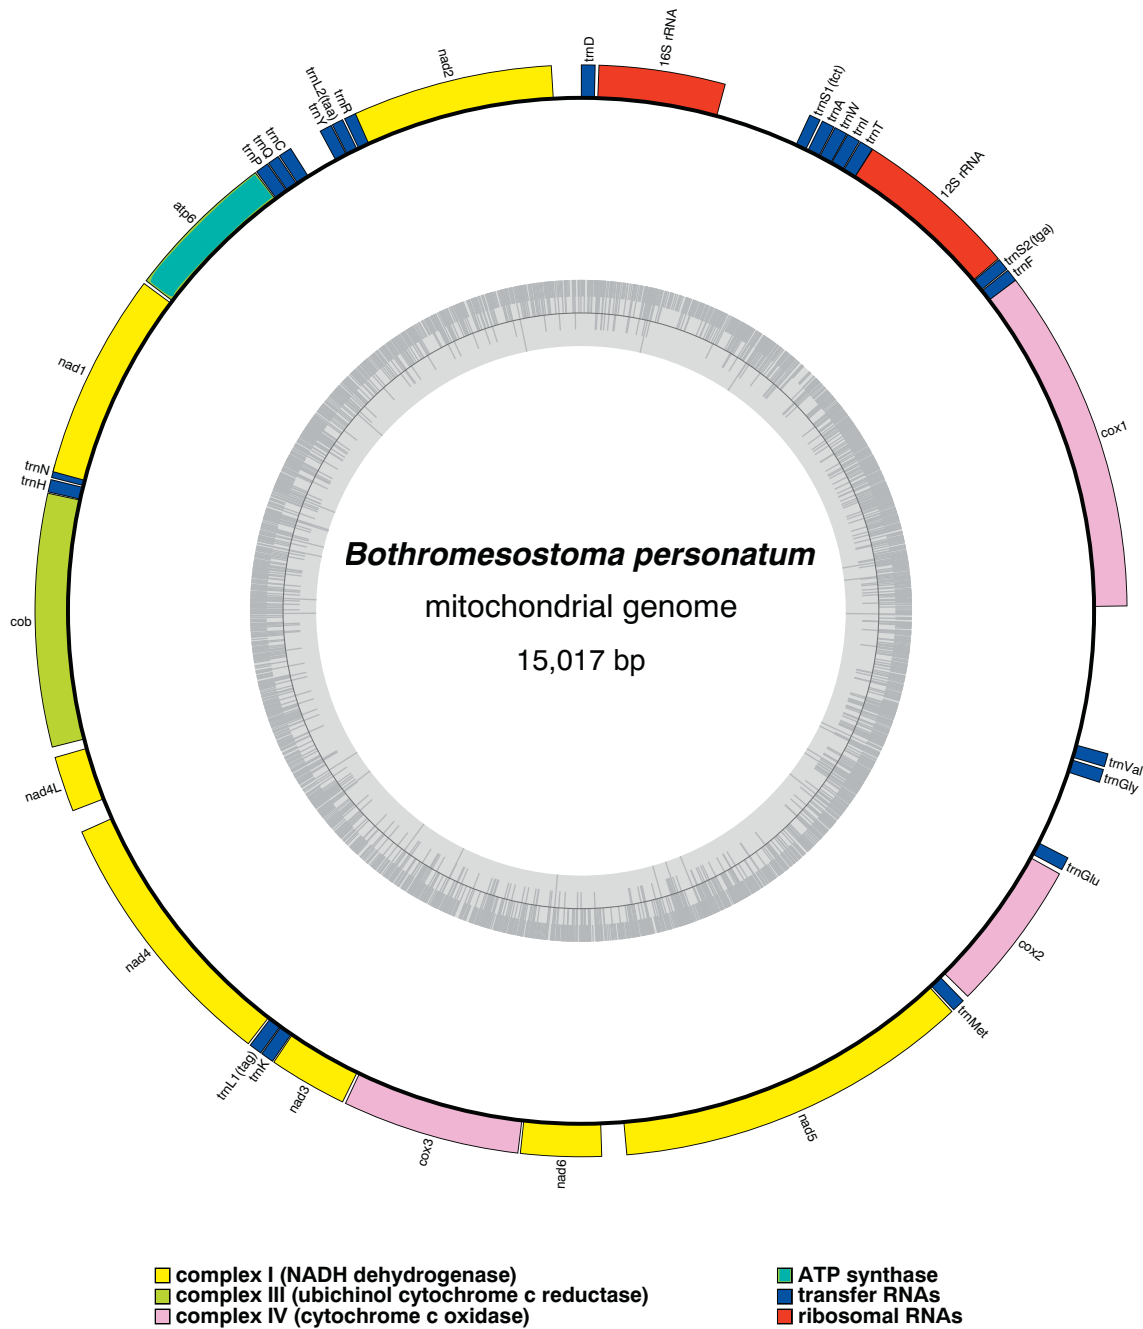 trnD
16S rRNA
trnS1(tct)
trnA
trnW
trnI
trnT
12S rRNA
trnS2(tga)
trnF
cox1
trnVal
trnGly
trnGlu
cox2
trnMet
nad5
nad6
cox3
nad3
trnK
trnL1(tag)
nad4
nad4L
cob
trnH
trnN
nad1
atp6
trnP
trnQ
trnC
trnY
trnL2(taa)
trnR
nad2
Bothromesostoma personatum
mitochondrial genome
15,017 bp
complex I (NADH dehydrogenase)
complex III (ubichinol cytochrome c reductase)
complex IV (cytochrome c oxidase)
ATP synthase
transfer RNAs
ribosomal RNAs